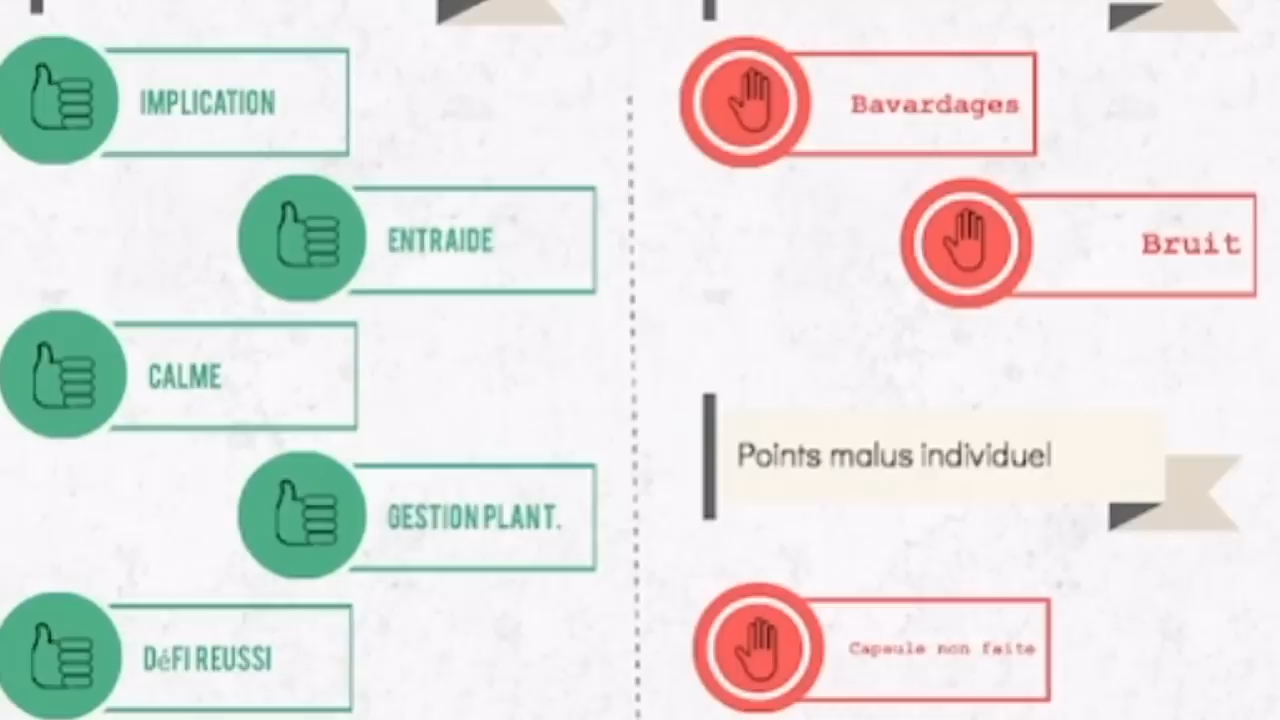 IMPLICATION
ENTRAIDE
CALME
GESTION PLANT.
DéFI REUSSI
Bavardages
Bruit
Points malus individuel
Capsule non faite